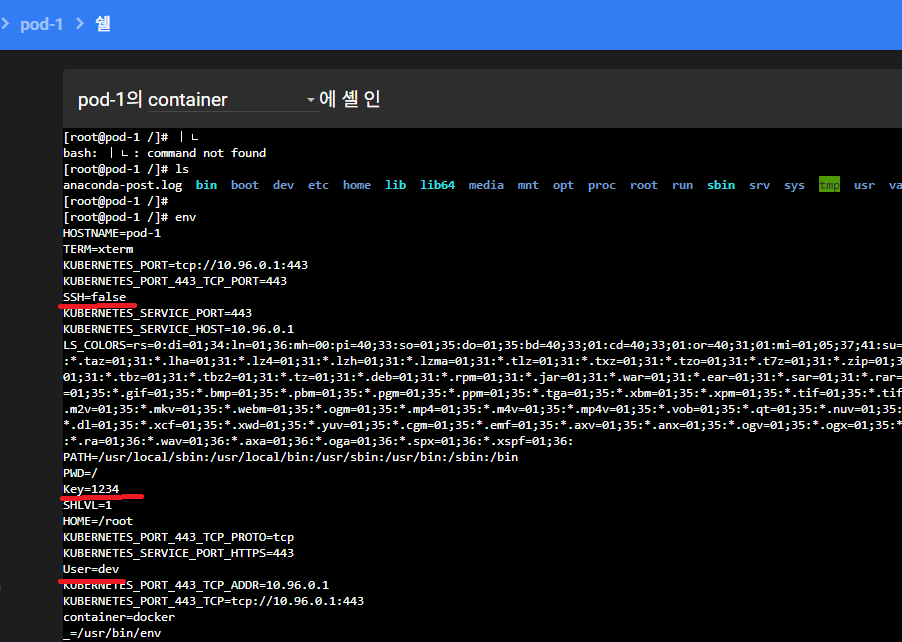 pod-1 > 쉘
pod-1의 container 에 셸 인
[root@pod-1 /]# ㅣㄴ
bash: ㅣㄴ: command not found
[root@pod-1 /]# ls
anaconda-post.log bin boot dev etc home lib lib64 media mnt opt proc root run sbin srv sys tmp usr va
[root@pod-1 /]#
[root@pod-1 /]# env
HOSTNAME=pod-1
TERM=xterm
KUBERNETES_PORT=tcp://10.96.0.1:443
KUBERNETES_PORT_443_TCP_PORT=443
SSH=false
KUBERNETES_SERVICE_PORT=443
KUBERNETES_SERVICE_HOST=10.96.0.1
LS_COLORS=rs=0:di=01;34:ln=01;36:mh=00:pi=40;33:so=01;35:do=01;35:bd=40;33;01:cd=40;33;01:or=40;31;01:mi=01;05;37;41:su=
:*.taz=01;31:*.lha=01;31:*.lz4=01;31:*.lzh=01;31:*.lzma=01;31:*.tlz=01;31:*.txz=01;31:*.tzo=01;31:*.t7z=01;31:*.zip=01;3
01;31:*.tbz=01;31:*.tbz2=01;31:*.tz=01;31:*.deb=01;31:*.rpm=01;31:*.jar=01;31:*.war=01;31:*.ear=01;31:*.sar=01;31:*.rar=
=01;35:*.gif=01;35:*.bmp=01;35:*.pbm=01;35:*.pgm=01;35:*.ppm=01;35:*.tga=01;35:*.xbm=01;35:*.xpm=01;35:*.tif=01;35:*.tif
.m2v=01;35:*.mkv=01;35:*.webm=01;35:*.ogm=01;35:*.mp4=01;35:*.m4v=01;35:*.mp4v=01;35:*.vob=01;35:*.qt=01;35:*.nuv=01;35:
*.dl=01;35:*.xcf=01;35:*.xwd=01;35:*.yuv=01;35:*.cgm=01;35:*.emf=01;35:*.axv=01;35:*.anx=01;35:*.ogv=01;35:*.ogx=01;35:*
:*.ra=01;36:*.wav=01;36:*.axa=01;36:*.oga=01;36:*.spx=01;36:*.xspf=01;36:
PATH=/usr/local/sbin:/usr/local/bin:/usr/sbin:/usr/bin:/sbin:/bin
PWD=/
Key=1234
SHLVL=1
HOME=/root
KUBERNETES_PORT_443_TCP_PROTO=tcp
KUBERNETES_SERVICE_PORT_HTTPS=443
User=dev
KUBERNETES_PORT_443_TCP_ADDR=10.96.0.1
KUBERNETES_PORT_443_TCP=tcp://10.96.0.1:443
container=docker
_=/usr/bin/env